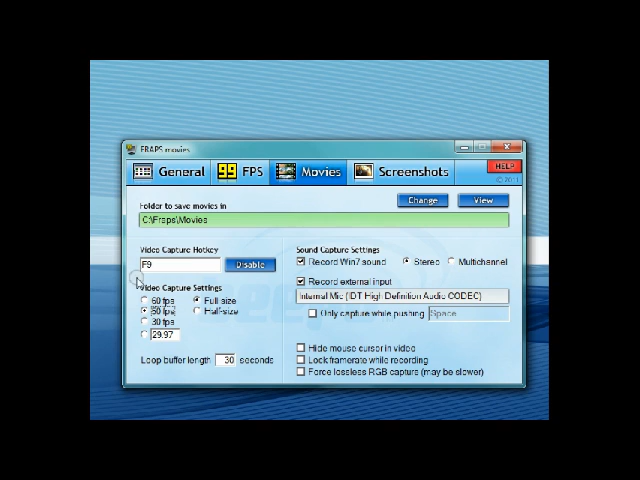 FRAPS movies
General
99 FPS
Movies
Screenshots
HELP
© 2011
Folder to save movies in
Change
View
C:\Fraps\Movies
Video Capture Hotkey
F9
Disable
Sound Capture Settings
Record Win7 sound
Stereo
Multichannel
Record external input
Internal Mic (IDT High Definition Audio CODEC)
Only capture while pushing
Space
Video Capture Settings
60 fps
Full size
50 fps
Half-size
30 fps
29.97
Loop buffer length 30 seconds
Hide mouse cursor in video
Lock framerate while recording
Force lossless RGB capture (may be slower)